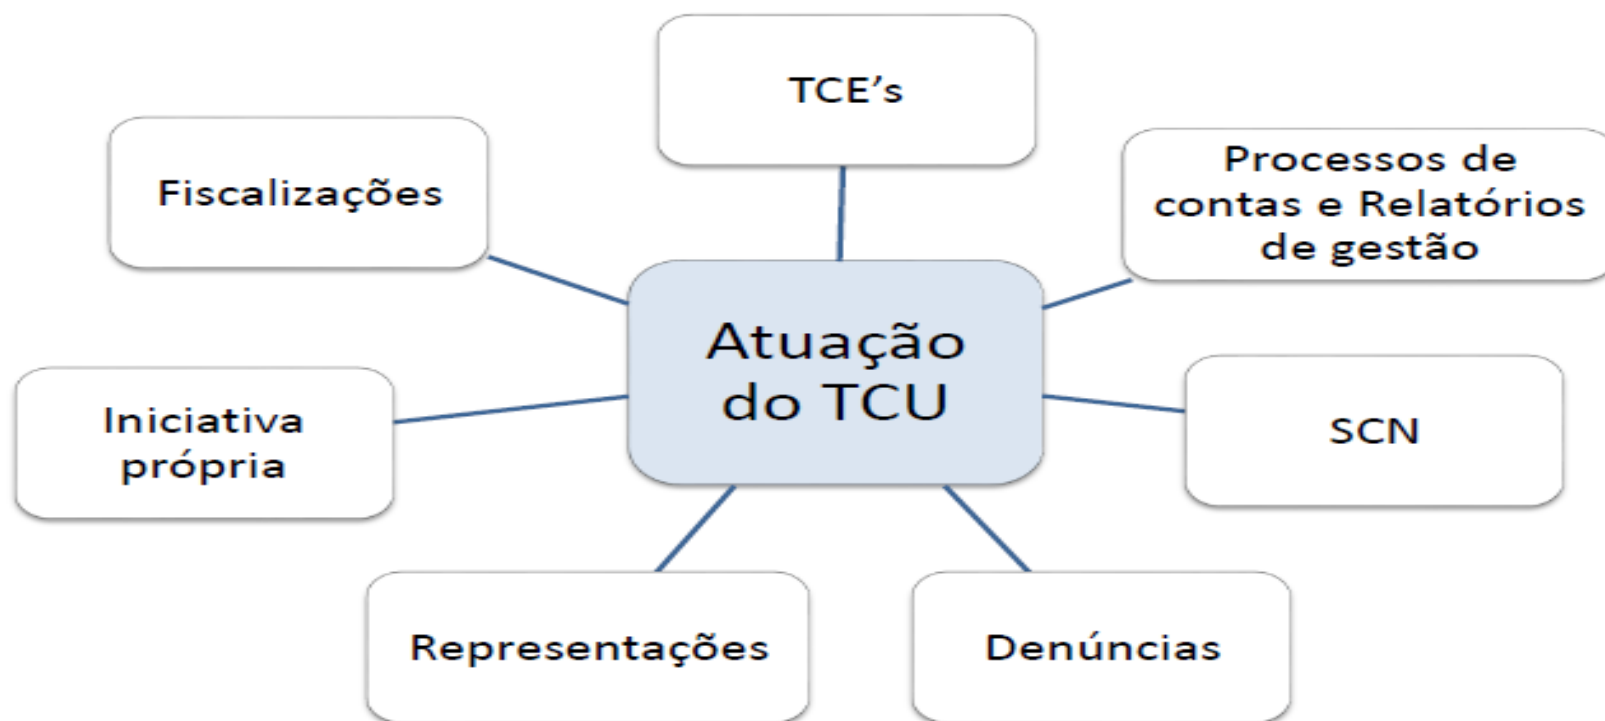 TCE’s
Fiscalizações
Processos de
contas e Relatórios
de gestão
Atuação
do TCU
Iniciativa
própria
SCN
Representações
Denúncias